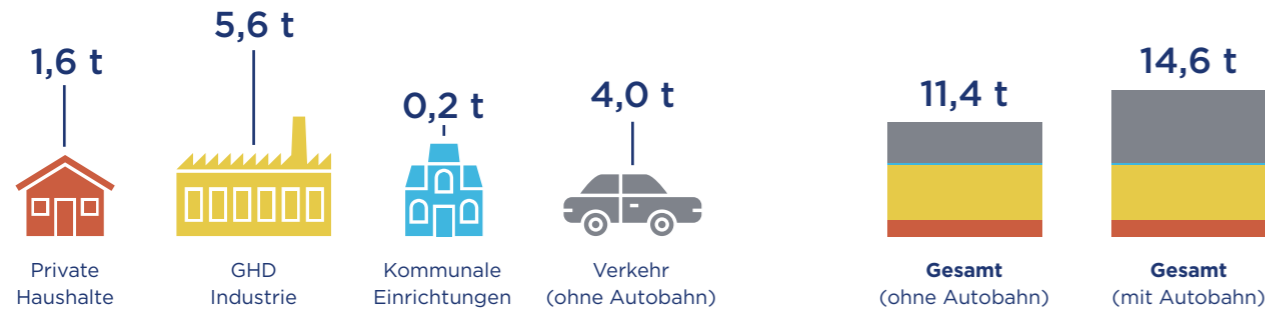 1,6 t
5,6 t
0,2 t
4,0 t
11,4 t
14,6 t
Private
Haushalte
GHD
Industrie
Kommunale
Einrichtungen
Verkehr
(ohne Autobahn)
Gesamt
(ohne Autobahn)
Gesamt
(mit Autobahn)